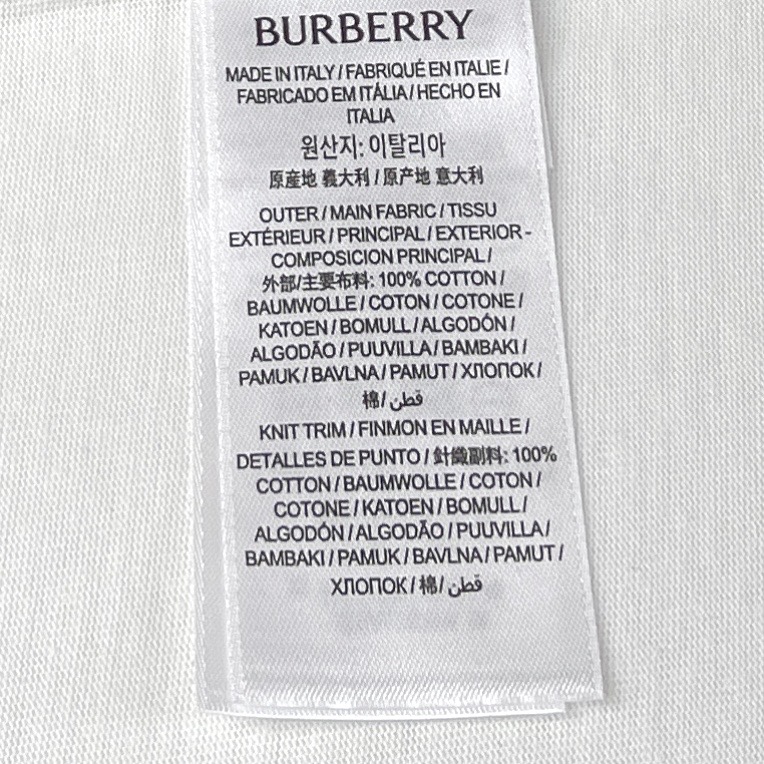 BURBERRY
MADE IN ITALY / FABRIQUÉ EN ITALIE /
FABRICADO EM ITÁLIA / HECHO EN
ITALIA
원산지: 이탈리아
原産地 義大利 / 原产地 意大利
OUTER / MAIN FABRIC / TISSU
EXTÉRIEUR / PRINCIPAL / EXTERIOR -
COMPOSICION PRINCIPAL /
外部/主要布料: 100% COTTON /
BAUMWOLLE / COTON / COTONE /
KATOEN / BOMULL / ALGODÓN /
ALGODÃO / PUUVILLA / BAMBAKI /
PAMUK / BAVLNA / PAMUT / ХЛОПОК /
棉 / قطن
KNIT TRIM / FINMON EN MAILLE /
DETALLES DE PUNTO / 針織副料: 100%
COTTON / BAUMWOLLE / COTON /
COTONE / KATOEN / BOMULL /
ALGODÓN / ALGODÃO / PUUVILLA /
BAMBAKI / PAMUK / BAVLNA / PAMUT /
ХЛОПОК / 棉 / قطن